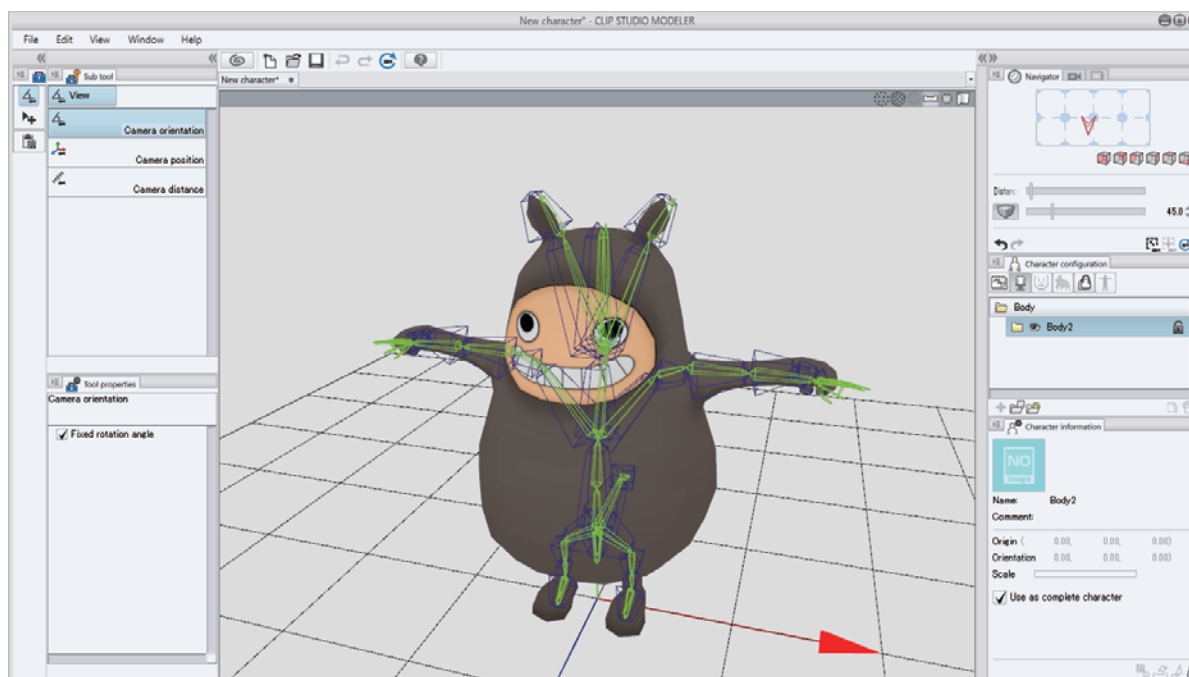 New character* - CLIP STUDIO MODELER
File Edit View Window Help
Sub tool
View
Camera orientation
Camera position
Camera distance
Tool properties
Camera orientation
Fixed rotation angle
New character*
Navigator
Distanc
45.0
Character configuration
Body
Body2
Character information
NO
image
Name: Body2
Comment:
Origin ( 0.00, 0.00, 0.00)
Orientation 0.00, 0.00, 0.00)
Scale
Use as complete character